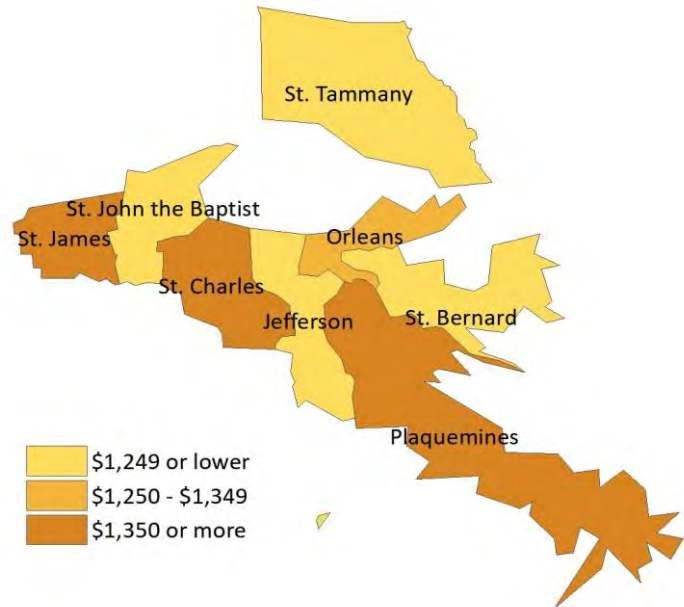 St. Tammany
St. John the Baptist
St. James
Orleans
St. Charles
Jefferson
St. Bernard
Plaquemines
$1,249 or lower
$1,250 - $1,349
$1,350 or more